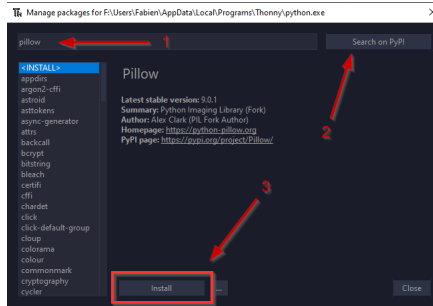 Manage packages for F:\Users\Fabien\AppData\Local\Programs\Thonny\python.exe
pillow
1
Search on PyPI
2
<INSTALL>
appdirs
argon2-cffi
astroid
asttokens
async-generator
attrs
backcall
bcrypt
bitstring
bleach
certifi
cffi
chardet
click
click-default-group
cloup
colorama
colour
commonmark
cryptography
cycler
Pillow
Latest stable version: 9.0.1
Summary: Python Imaging Library (Fork)
Author: Alex Clark (PIL Fork Author)
Homepage: https://python-pillow.org
PyPI page: https://pypi.org/project/Pillow/
3
Install
...
Close